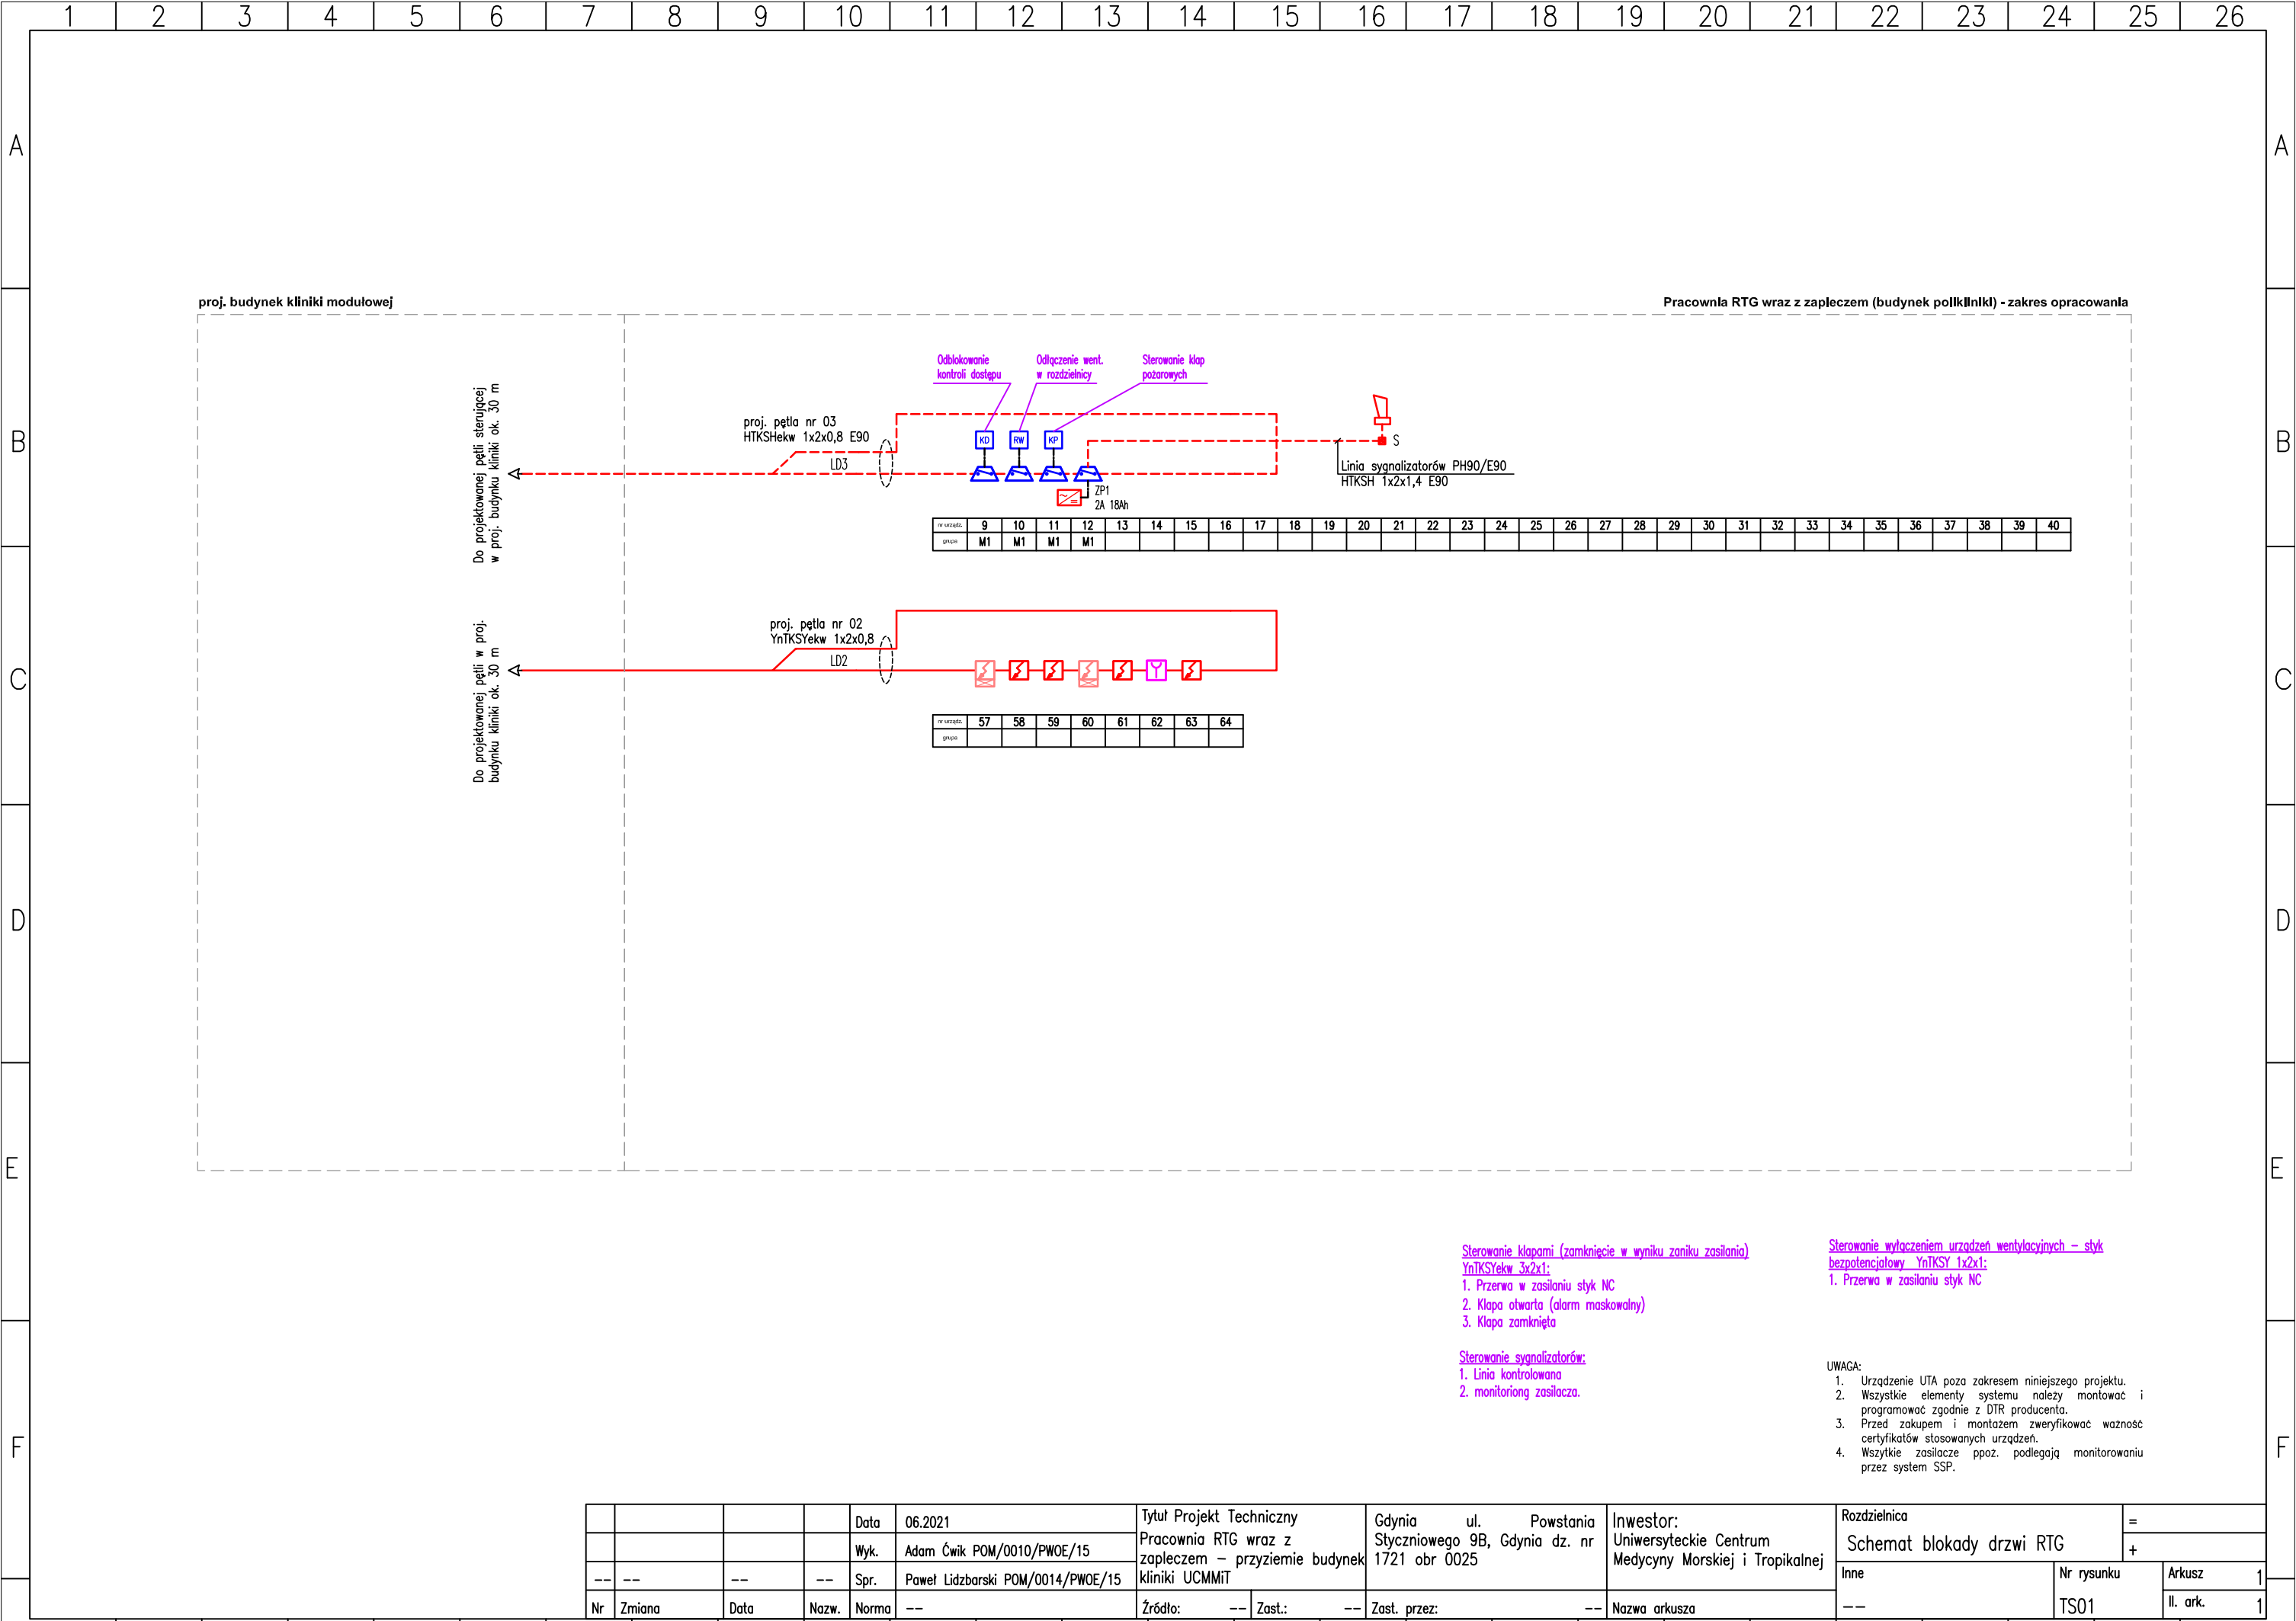 1 2 3 4 5 6 7 8 9 10 11 12 13 14 15 16 17 18 19 20 21 22 23 24 25 26
A A
B B
C C
D D
E E
F F
proj. budynek kliniki modułowej
Pracownia RTG wraz z zapleczem (budynek polikliniki) - zakres opracowania
Odblokowanie
kontroli dostępu
Odłączenie went.
w rozdzielnicy
Sterowanie klap
pożarowych
Do projektowanej pętli sterującej
w proj. budynku kliniki ok. 30 m
proj. pętla nr 03
HTKSHekw 1x2x0,8 E90
LD3
KD RW KP
S
Linia sygnalizatorów PH90/E90
HTKSH 1x2x1,4 E90
ZP1
2A 18Ah
nr urządz. 9 10 11 12 13 14 15 16 17 18 19 20 21 22 23 24 25 26 27 28 29 30 31 32 33 34 35 36 37 38 39 40
grupa M1 M1 M1 M1
Do projektowanej pętli w proj.
budynku kliniki ok. 30 m
proj. pętla nr 02
YnTKSYekw 1x2x0,8
LD2
nr urządz. 57 58 59 60 61 62 63 64
grupa
Sterowanie klapami (zamknięcie w wyniku zaniku zasilania)
YnTKSYekw 3x2x1:
1. Przerwa w zasilaniu styk NC
2. Klapa otwarta (alarm maskowalny)
3. Klapa zamknięta
Sterowanie sygnalizatorów:
1. Linia kontrolowana
2. monitoriong zasilacza.
Sterowanie wyłączeniem urządzeń wentylacyjnych – styk
bezpotencjałowy YnTKSY 1x2x1:
1. Przerwa w zasilaniu styk NC
UWAGA:
1. Urządzenie UTA poza zakresem niniejszego projektu.
2. Wszystkie elementy systemu należy montować i
programować zgodnie z DTR producenta.
3. Przed zakupem i montażem zweryfikować ważność
certyfikatów stosowanych urządzeń.
4. Wszytkie zasilacze ppoż. podlegają monitorowaniu
przez system SSP.
Data 06.2021
Wyk. Adam Ćwik POM/0010/PWOE/15
-- -- -- -- Spr. Paweł Lidzbarski POM/0014/PWOE/15
Nr Zmiana Data Nazw. Norma --
Tytuł Projekt Techniczny
Pracownia RTG wraz z
zapleczem – przyziemie budynek
kliniki UCMMiT
Źródło: -- Zast.: -- Zast. przez: --
Gdynia ul. Powstania
Styczniowego 9B, Gdynia dz. nr
1721 obr 0025
Inwestor:
Uniwersyteckie Centrum
Medycyny Morskiej i Tropikalnej
Nazwa arkusza
Rozdzielnica
Schemat blokady drzwi RTG
=
+
Inne
--
Nr rysunku
TS01
Arkusz 1
Il. ark. 1